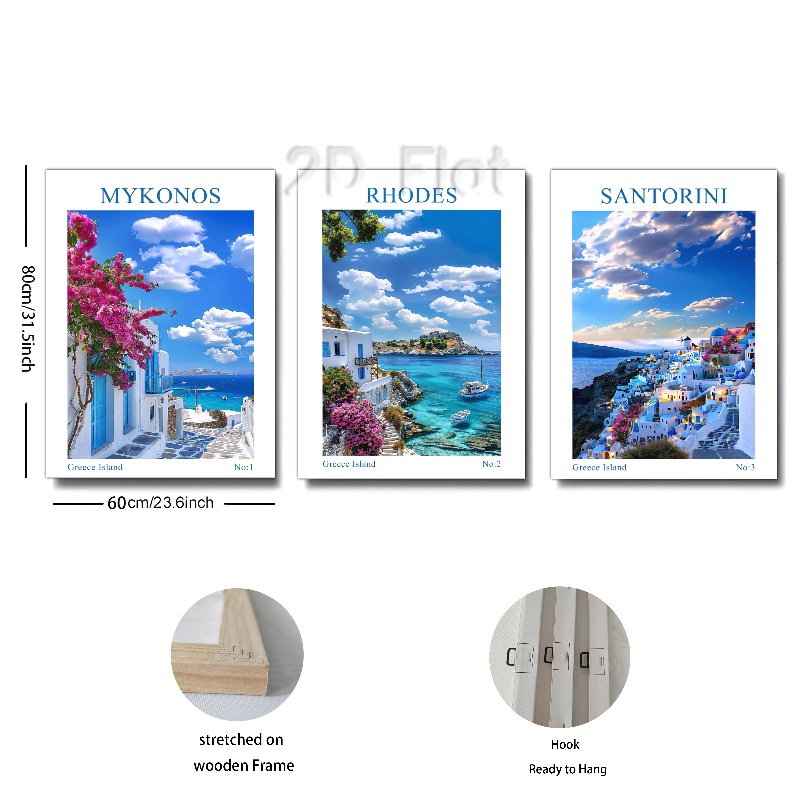 2D Flat
MYKONOS
RHODES
SANTORINI
80cm/31.5inch
Greece Island No:1
Greece Island No:2
Greece Island No:3
60cm/23.6inch
stretched on
wooden Frame
Hook
Ready to Hang